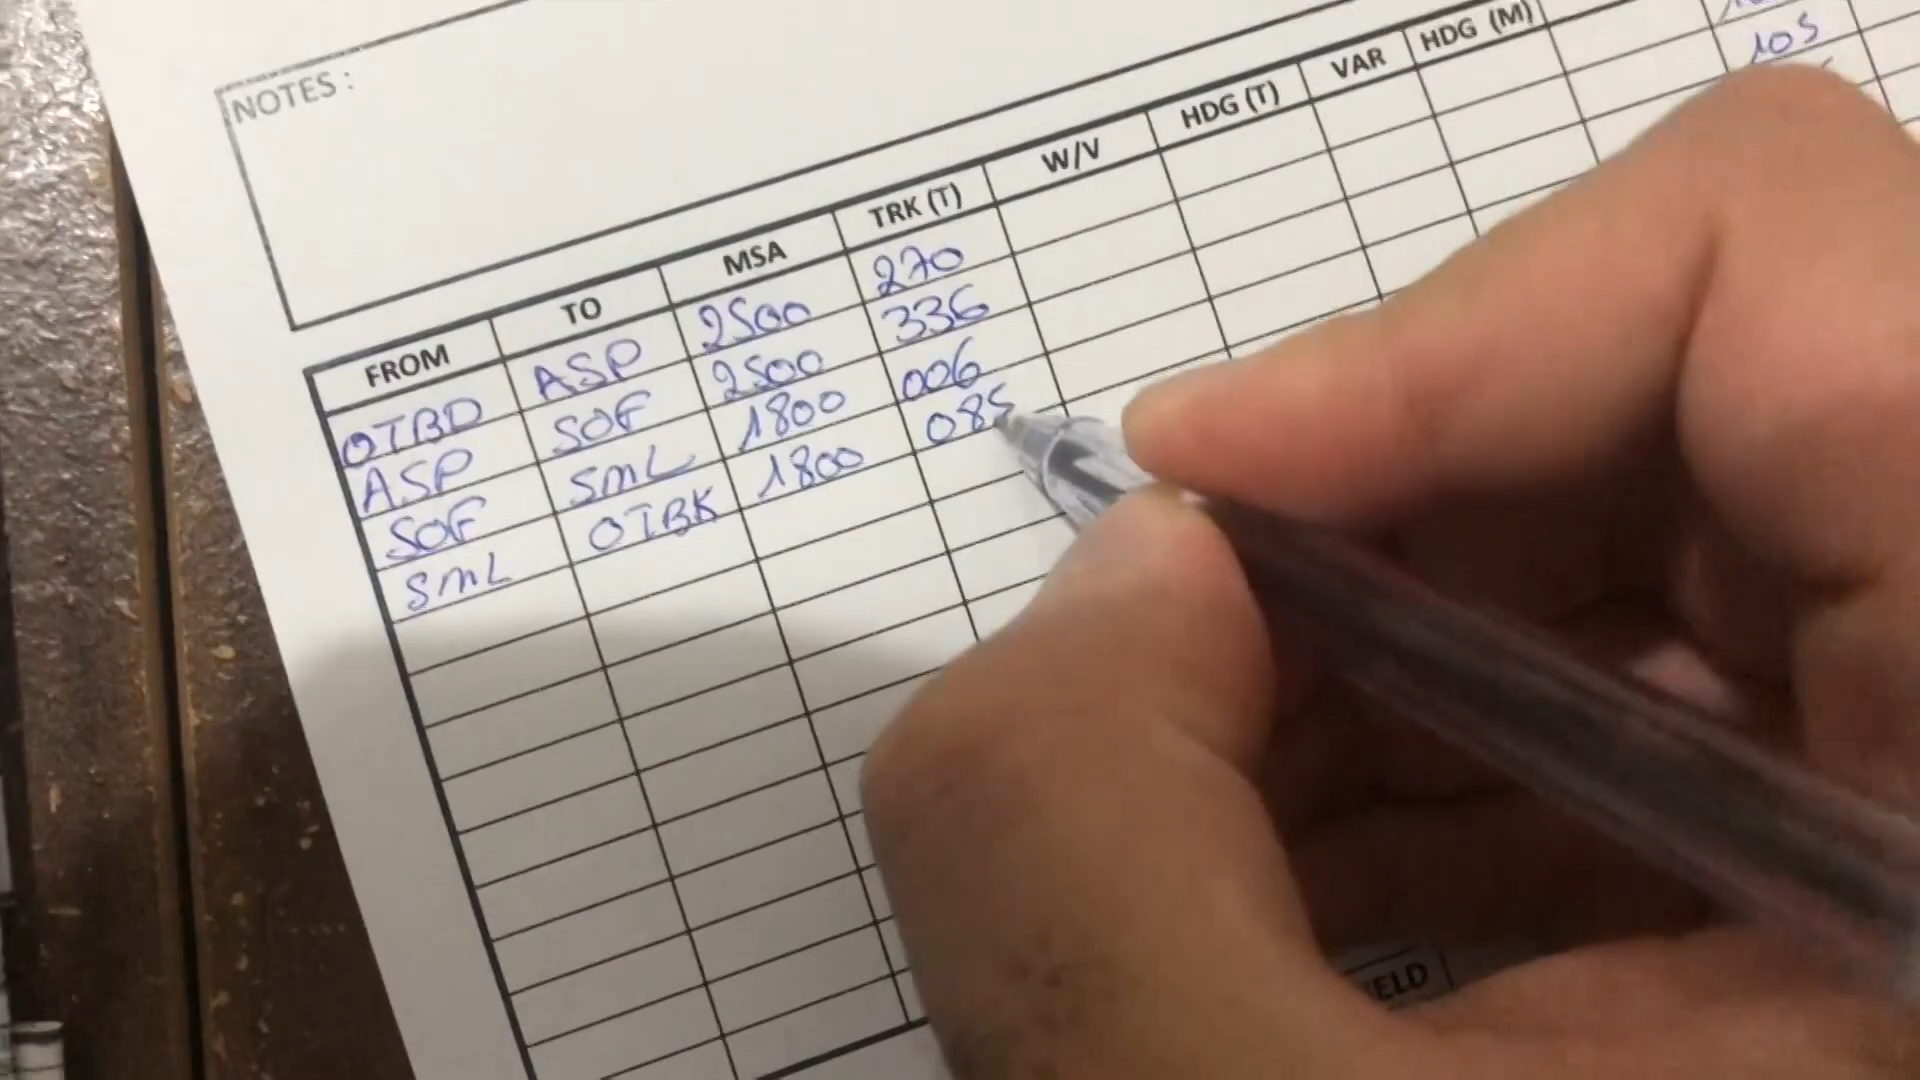 NOTES :
FROM TO MSA TRK (T) W/V HDG (T) VAR HDG (M)
OTBD ASP 2500 270
ASP SOF 2500 336
SOF SML 1800 006
SML OTBK 1800 085
105